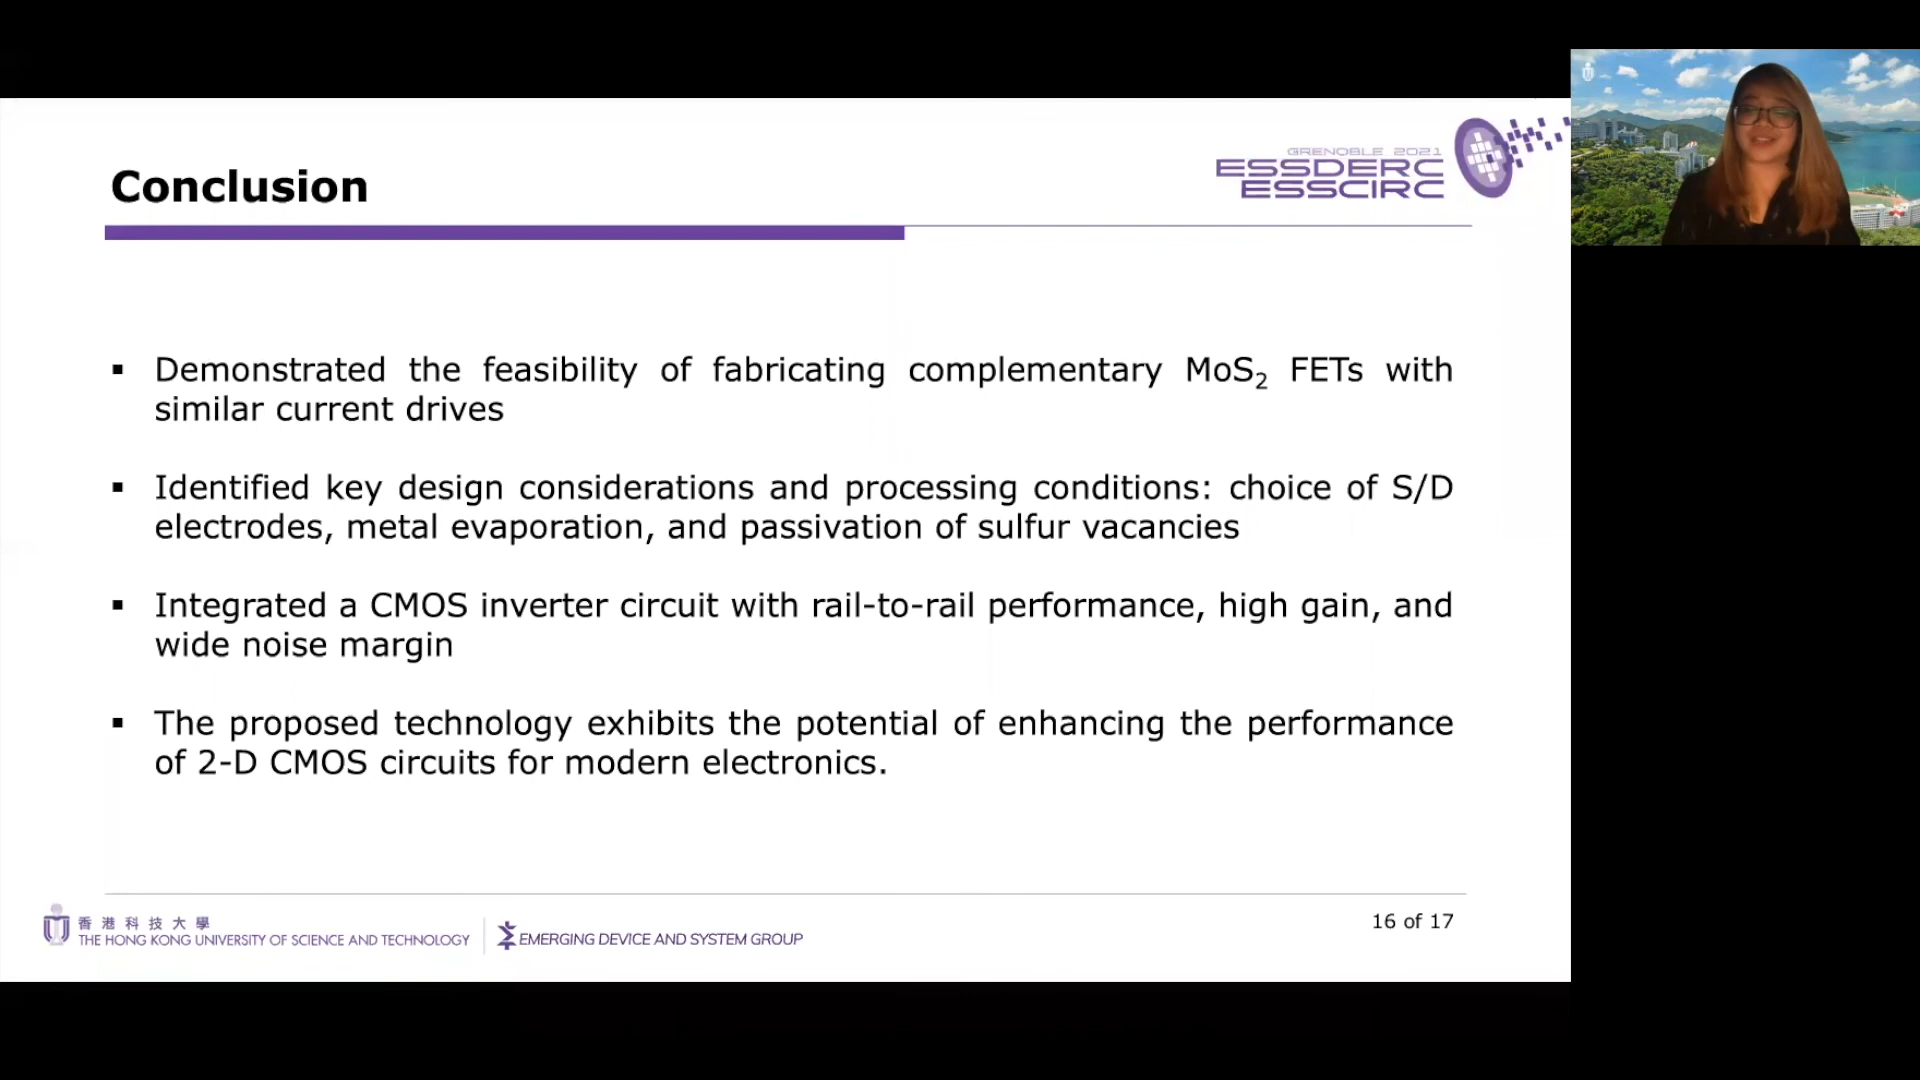 GRENOBLE 2021
ESSDERC
ESSCIRC
Conclusion
▪ Demonstrated the feasibility of fabricating complementary MoS₂ FETs with
similar current drives
▪ Identified key design considerations and processing conditions: choice of S/D
electrodes, metal evaporation, and passivation of sulfur vacancies
▪ Integrated a CMOS inverter circuit with rail-to-rail performance, high gain, and
wide noise margin
▪ The proposed technology exhibits the potential of enhancing the performance
of 2-D CMOS circuits for modern electronics.
香港科技大學
THE HONG KONG UNIVERSITY OF SCIENCE AND TECHNOLOGY
EMERGING DEVICE AND SYSTEM GROUP
16 of 17